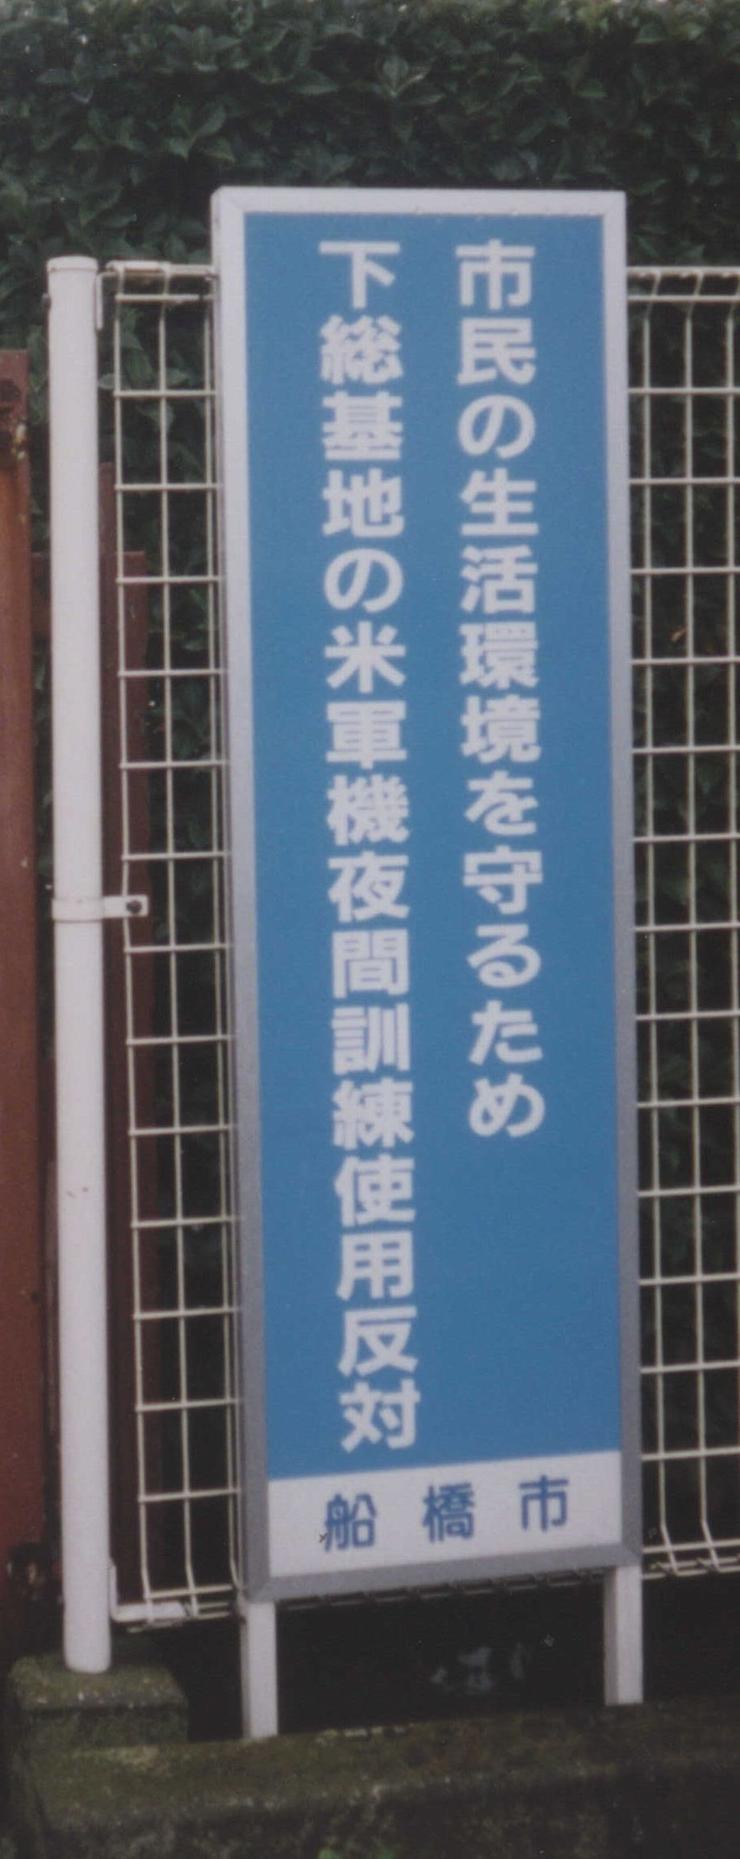 市民の生活環境を守るため
下総基地の米軍機夜間訓練使用反対
船橋市